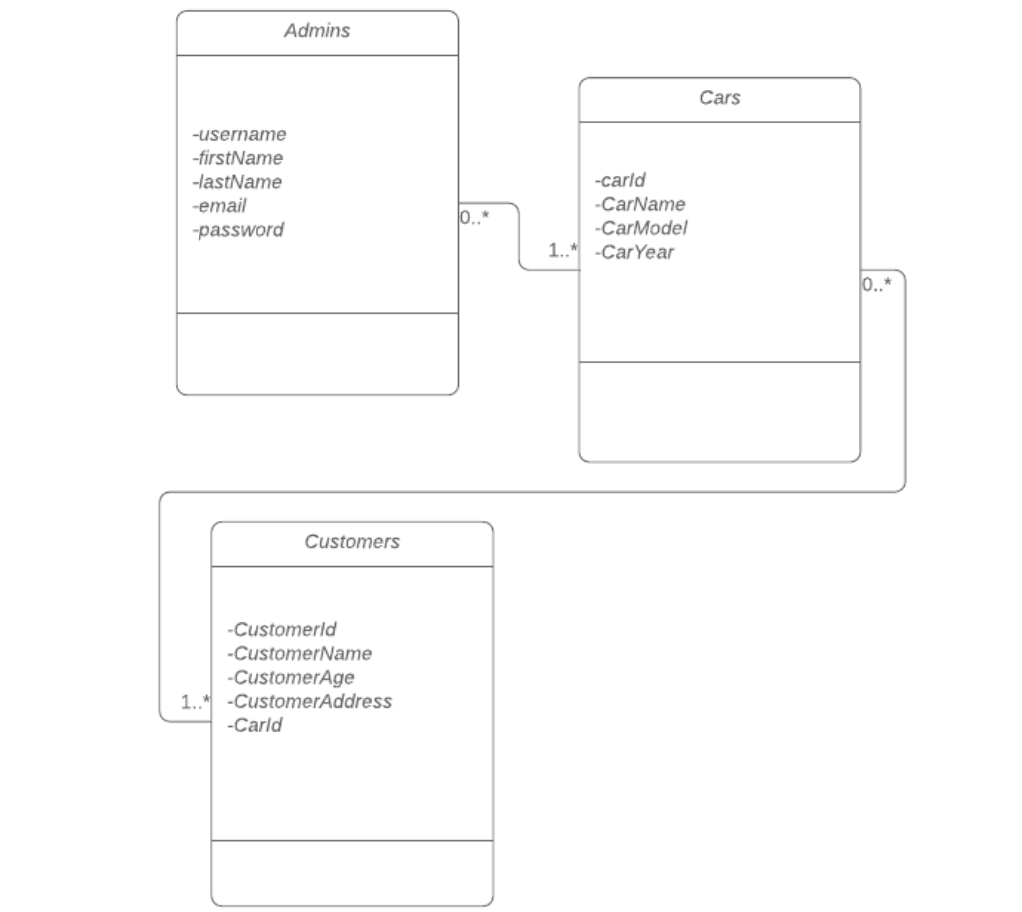 Admins
-username
-firstName
-lastName
-email
-password
0..*
1..*
Cars
-carId
-CarName
-CarModel
-CarYear
0..*
Customers
-CustomerId
-CustomerName
-CustomerAge
-CustomerAddress
-CarId
1..*